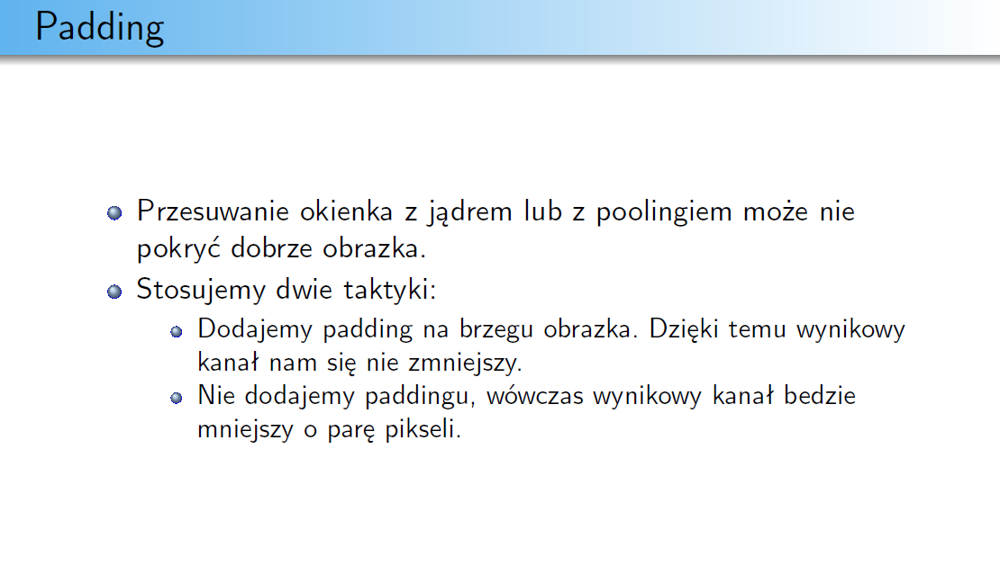 Padding
Przesuwanie okienka z jądrem lub z poolingiem może nie
pokryć dobrze obrazka.
Stosujemy dwie taktyki:
Dodajemy padding na brzegu obrazka. Dzięki temu wynikowy
kanał nam się nie zmniejszy.
Nie dodajemy paddingu, wówczas wynikowy kanał bedzie
mniejszy o parę pikseli.